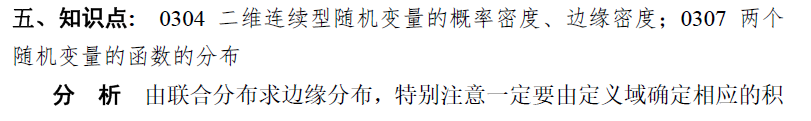 五、知识点： 0304 二维连续型随机变量的概率密度、边缘密度；0307 两个
随机变量的函数的分布
分 析 由联合分布求边缘分布，特别注意一定要由定义域确定相应的积